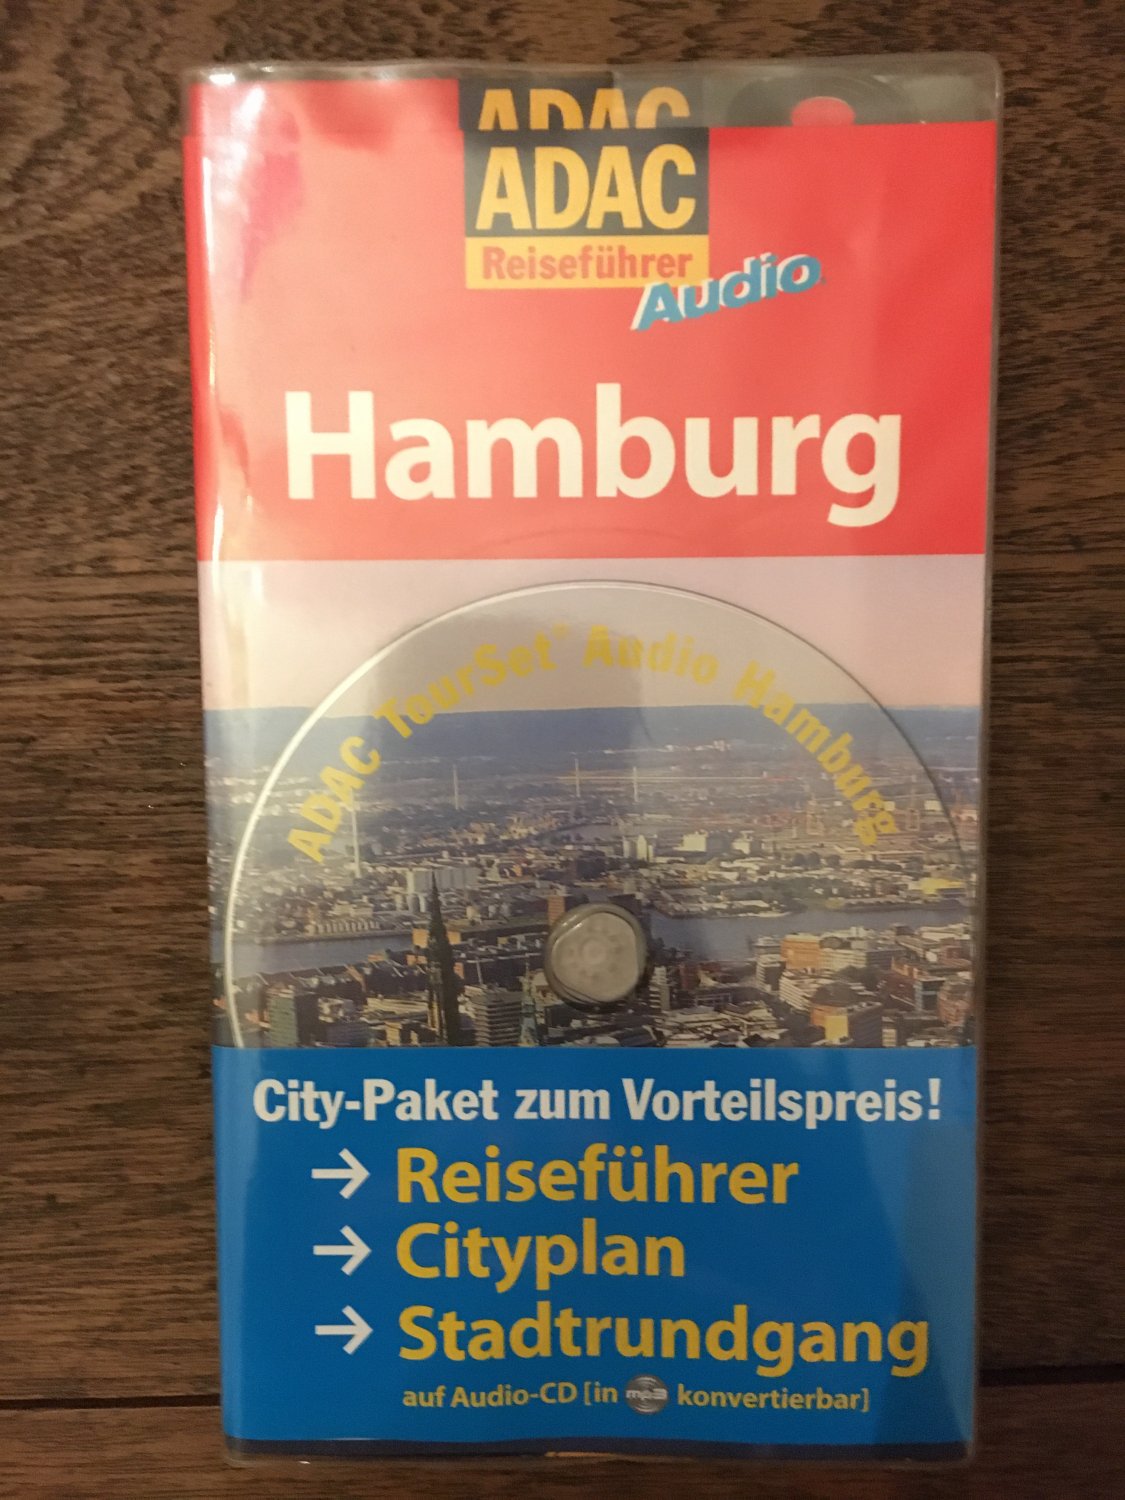 ADAC
ADAC
Reiseführer
Audio
Hamburg
ADAC TourSet® Audio Hamburg
City-Paket zum Vorteilspreis!
→ Reiseführer
→ Cityplan
→ Stadtrundgang
auf Audio-CD [in mp3 konvertierbar]